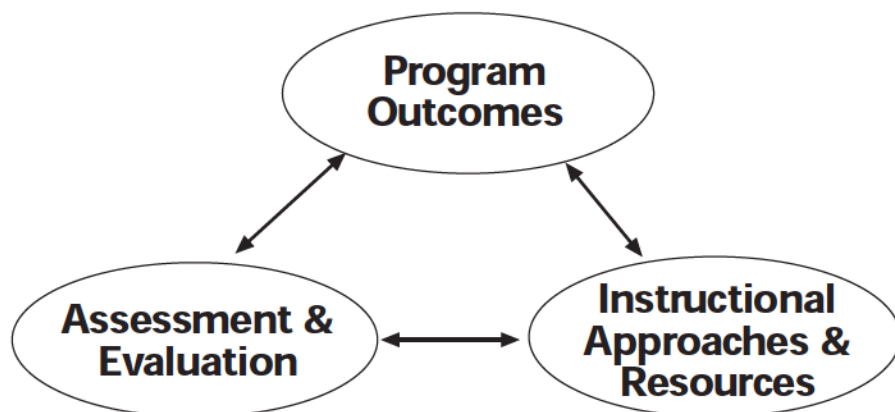 Program
Outcomes
Assessment &
Evaluation
Instructional
Approaches &
Resources